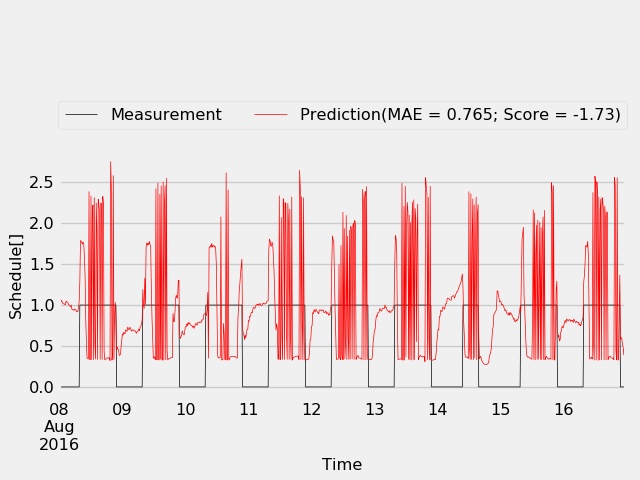 Measurement
Prediction(MAE = 0.765; Score = -1.73)
2.5
2.0
1.5
1.0
0.5
0.0
Schedule[]
08 09 10 11 12 13 14 15 16
Aug
2016
Time